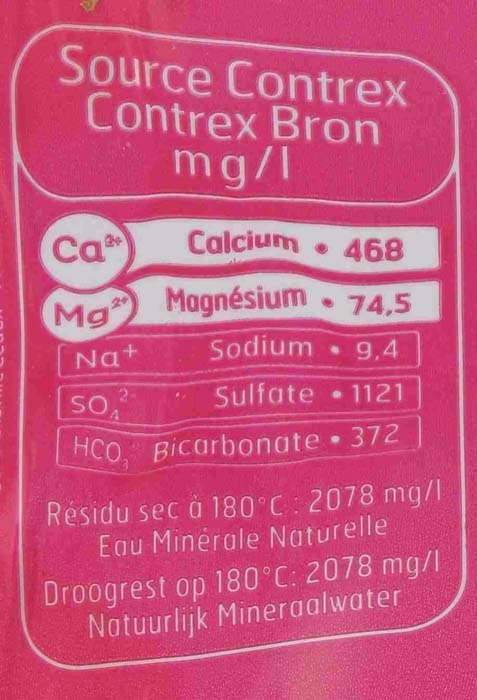 Source Contrex
Contrex Bron
mg/l
Ca²⁺ Calcium • 468
Mg²⁺ Magnésium • 74,5
Na⁺ Sodium • 9,4
SO₄²⁻ Sulfate • 1121
HCO₃⁻ Bicarbonate • 372
Résidu sec à 180°C : 2078 mg/l
Eau Minérale Naturelle
Droogrest op 180°C: 2078 mg/l
Natuurlijk Mineraalwater